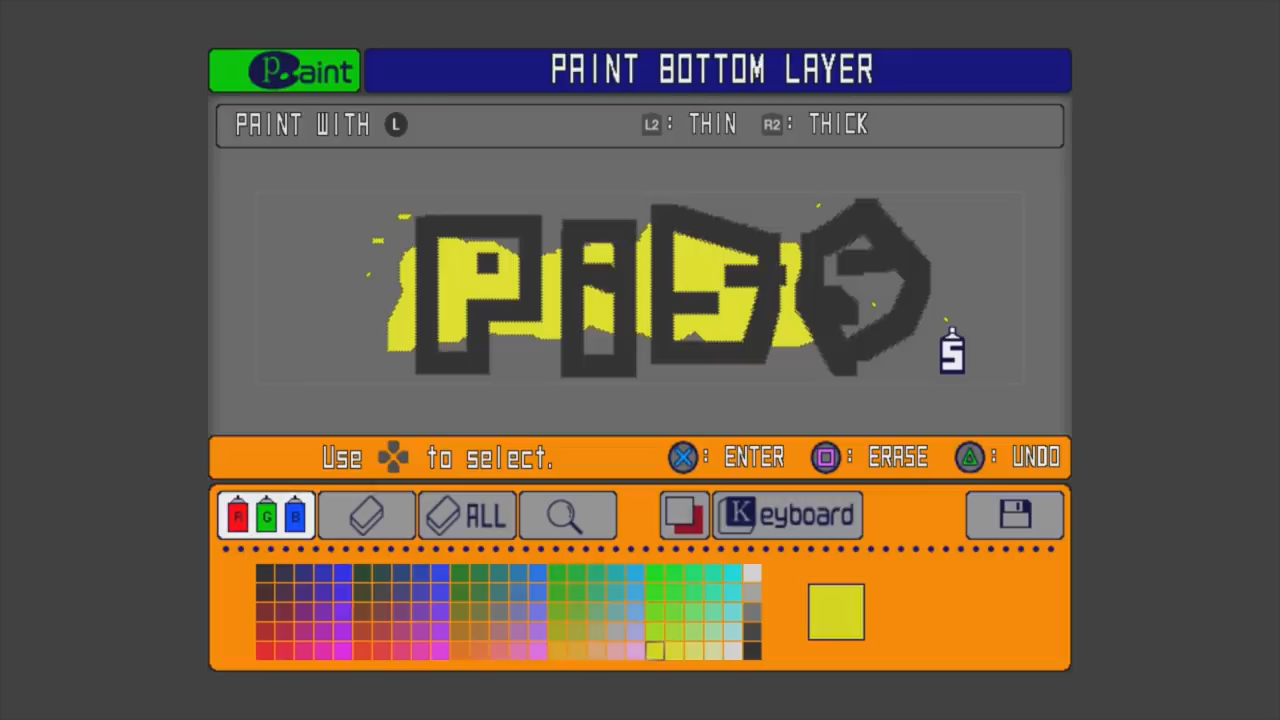 Paint PAINT BOTTOM LAYER
PAINT WITH L L2: THIN R2: THICK
S
Use to select. : ENTER : ERASE : UNDO
R G B ALL Keyboard